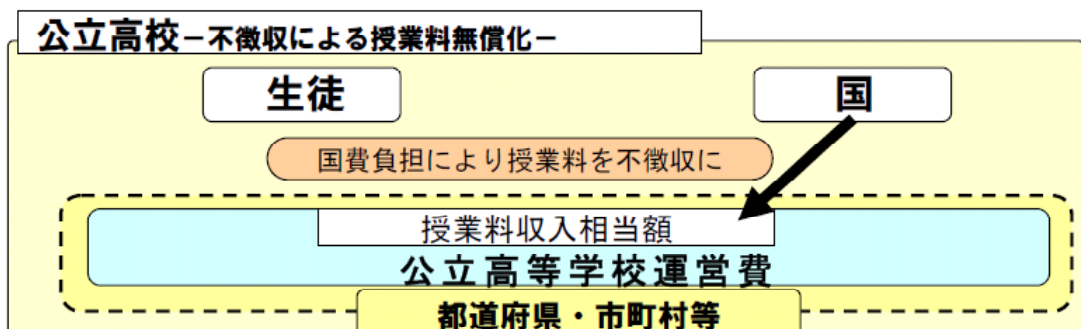 公立高校－不徴収による授業料無償化－
生徒
国
国費負担により授業料を不徴収に
授業料収入相当額
公立高等学校運営費
都道府県・市町村等